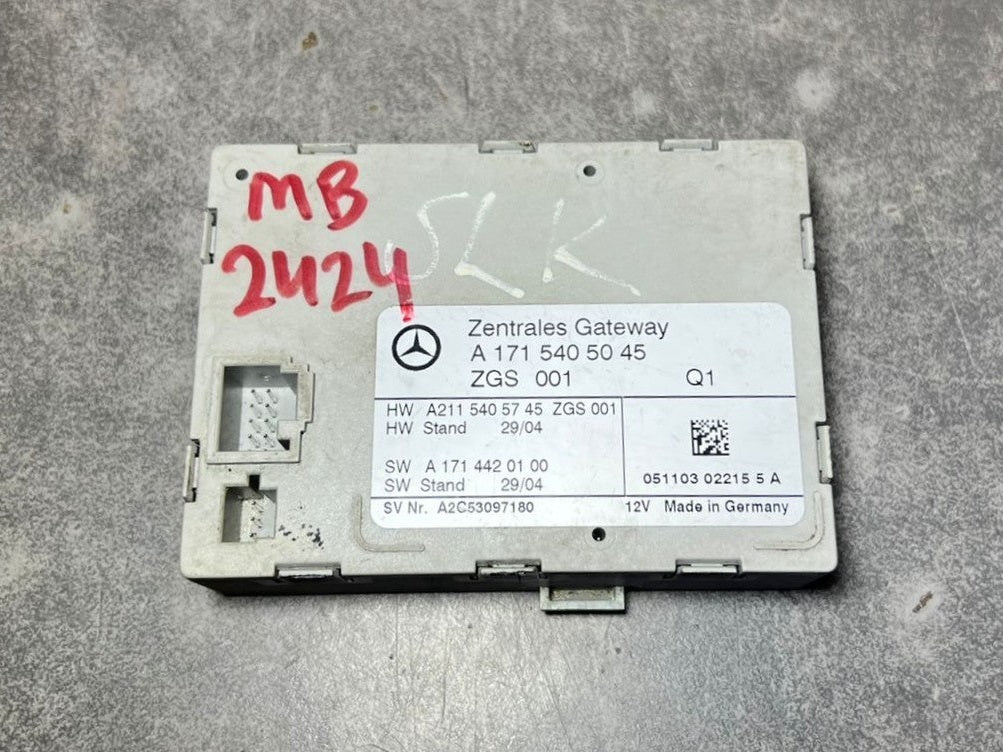 MB
2424
SLK
Zentrales Gateway
A 171 540 50 45
ZGS 001 Q1
HW A211 540 57 45 ZGS 001
HW Stand 29/04
SW A 171 442 01 00
SW Stand 29/04
051103 02215 5 A
SV Nr. A2C53097180 12V Made in Germany